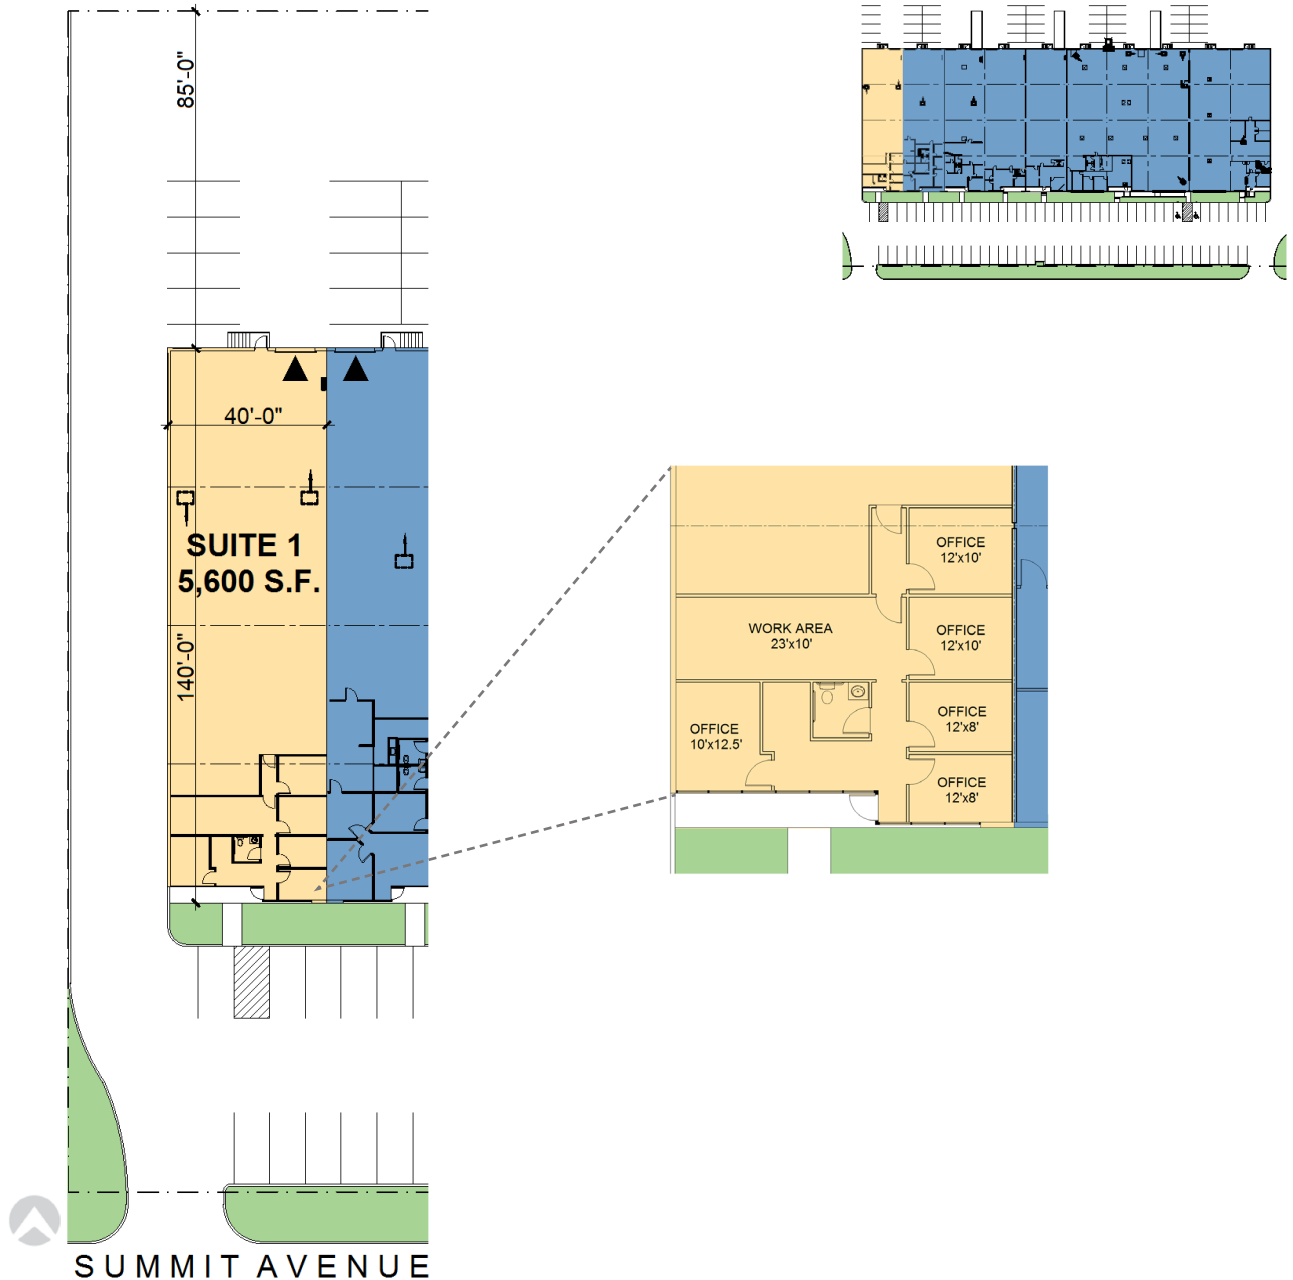 85'-0"
40'-0"
SUITE 1
5,600 S.F.
140'-0"
OFFICE
12'x10'
WORK AREA
23'x10'
OFFICE
12'x10'
OFFICE
10'x12.5'
OFFICE
12'x8'
OFFICE
12'x8'
SUMMIT AVENUE